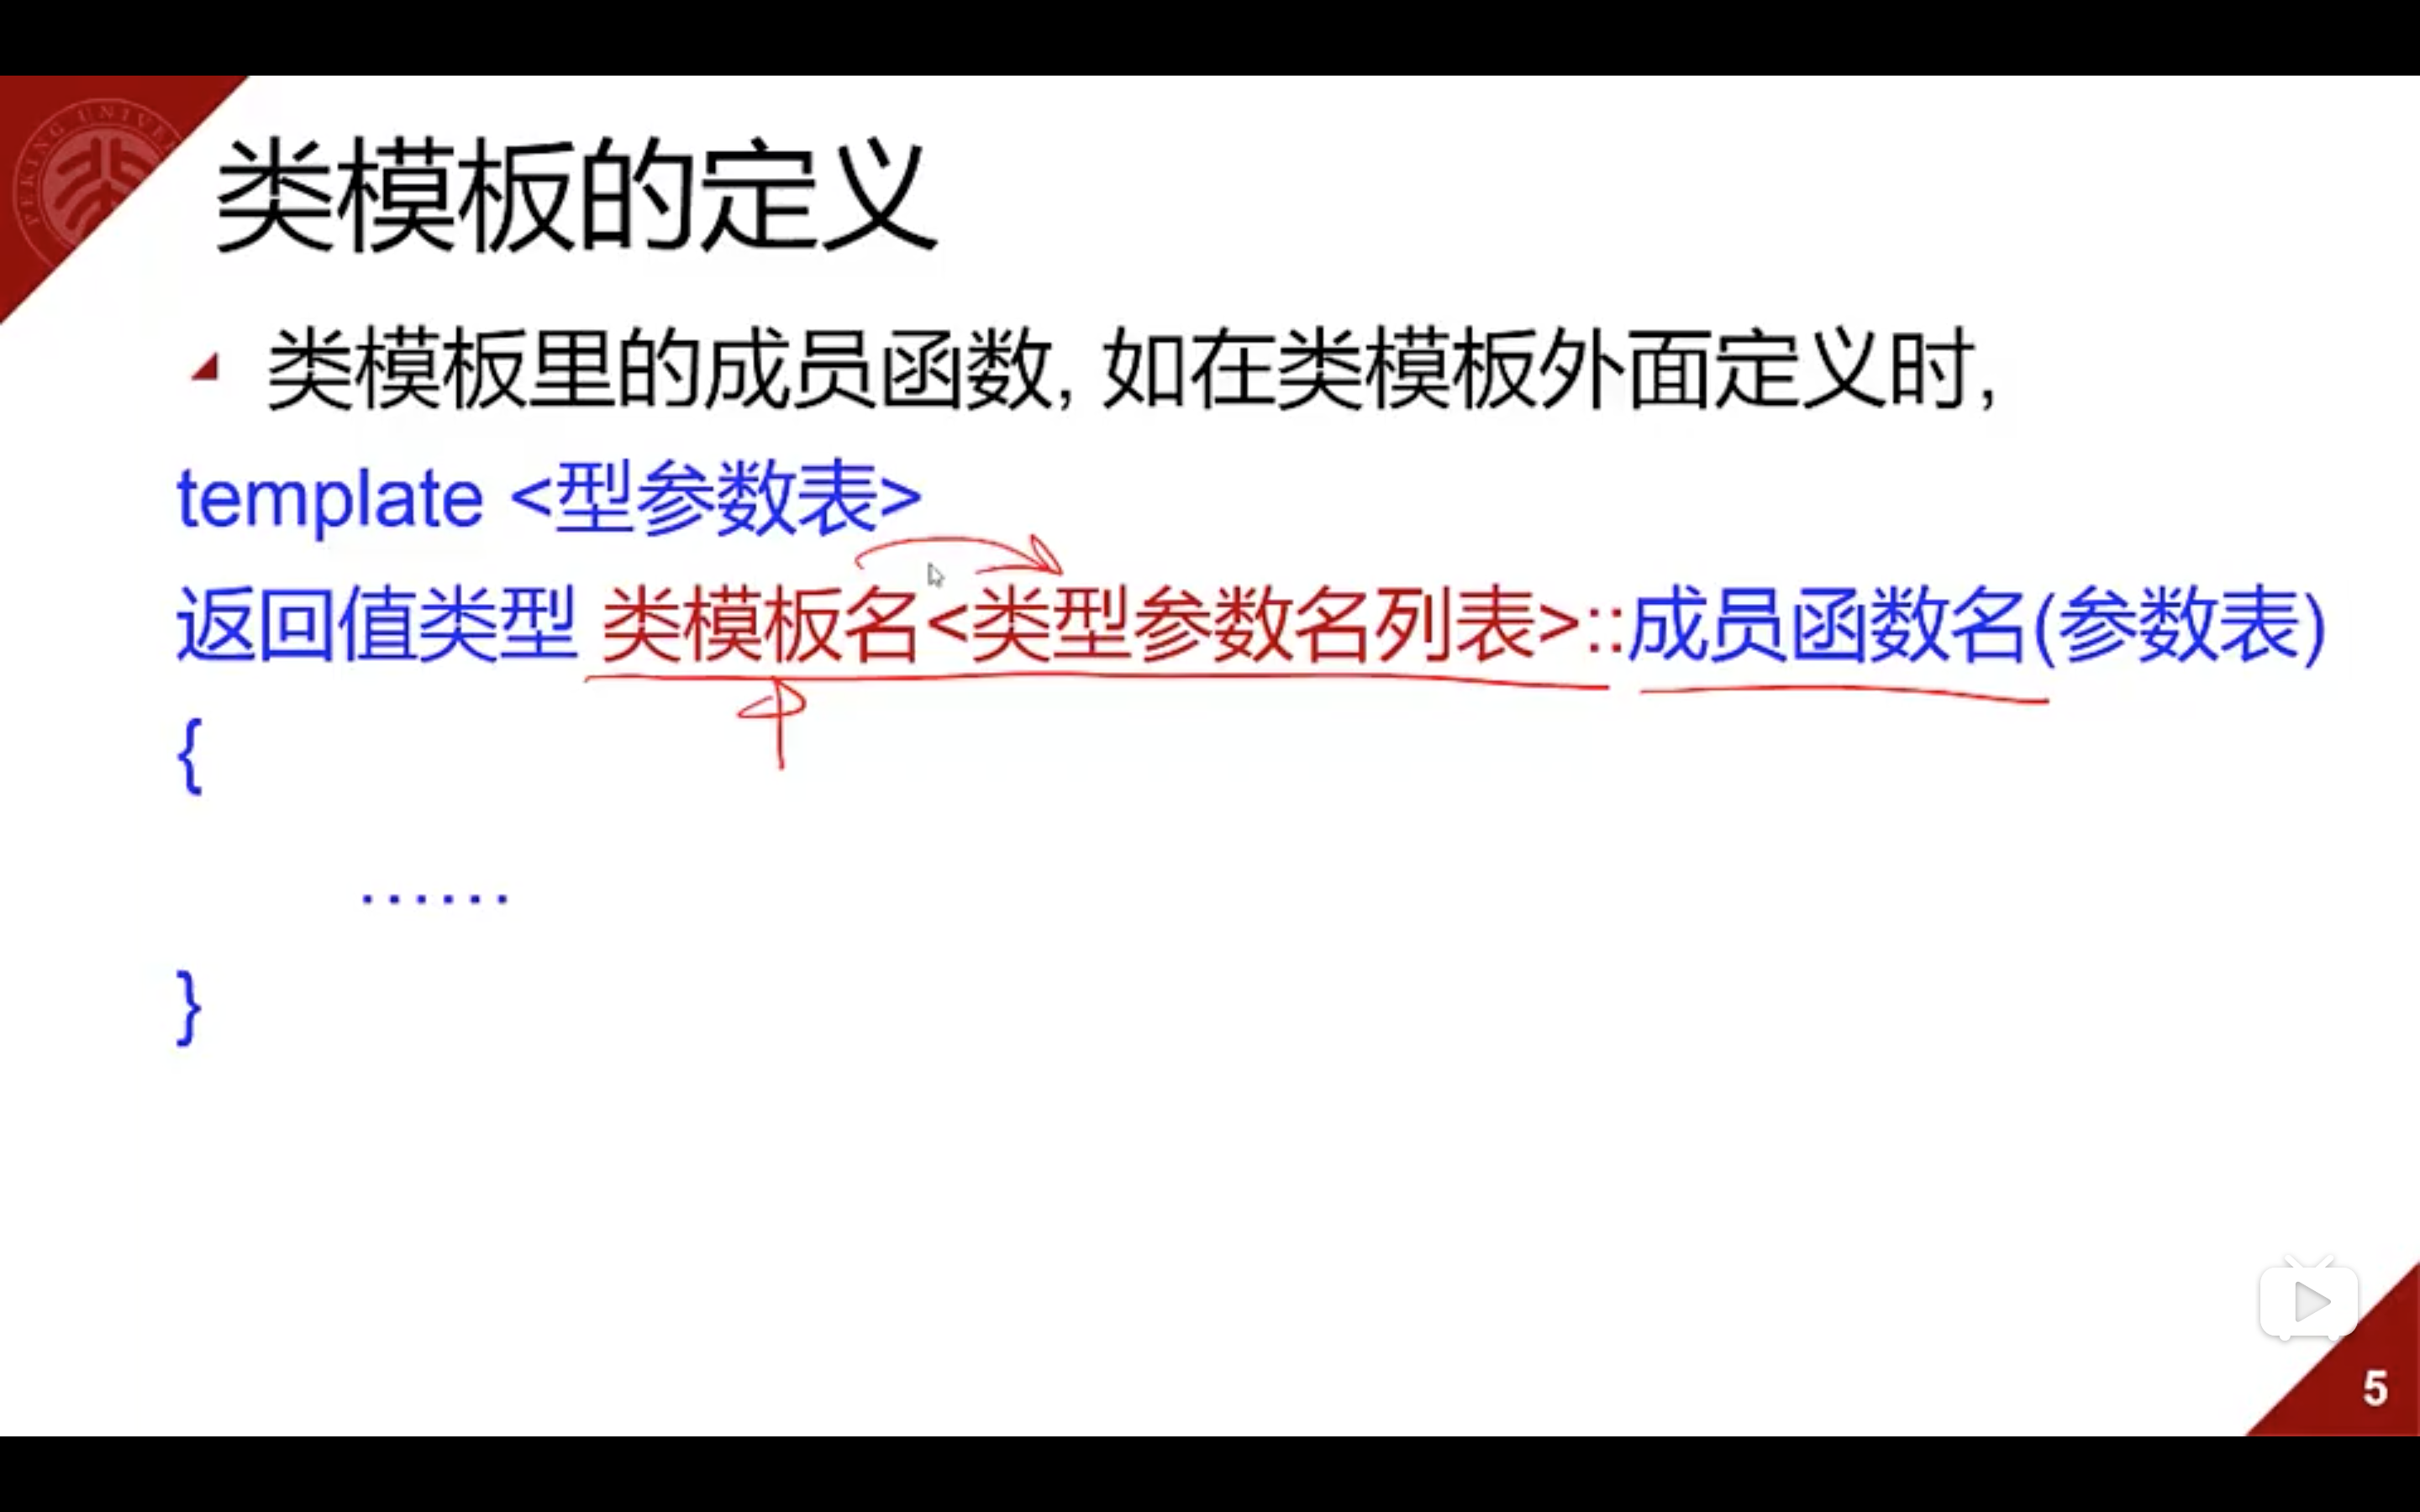 PEKING UNIVE
类模板的定义
类模板里的成员函数, 如在类模板外面定义时,
template <型参数表>
返回值类型 类模板名<类型参数名列表>::成员函数名(参数表)
{
……
}
5